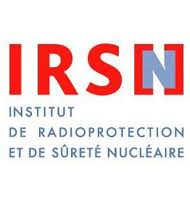 IRSN
INSTITUT
DE RADIOPROTECTION
ET DE SÛRETÉ NUCLÉAIRE